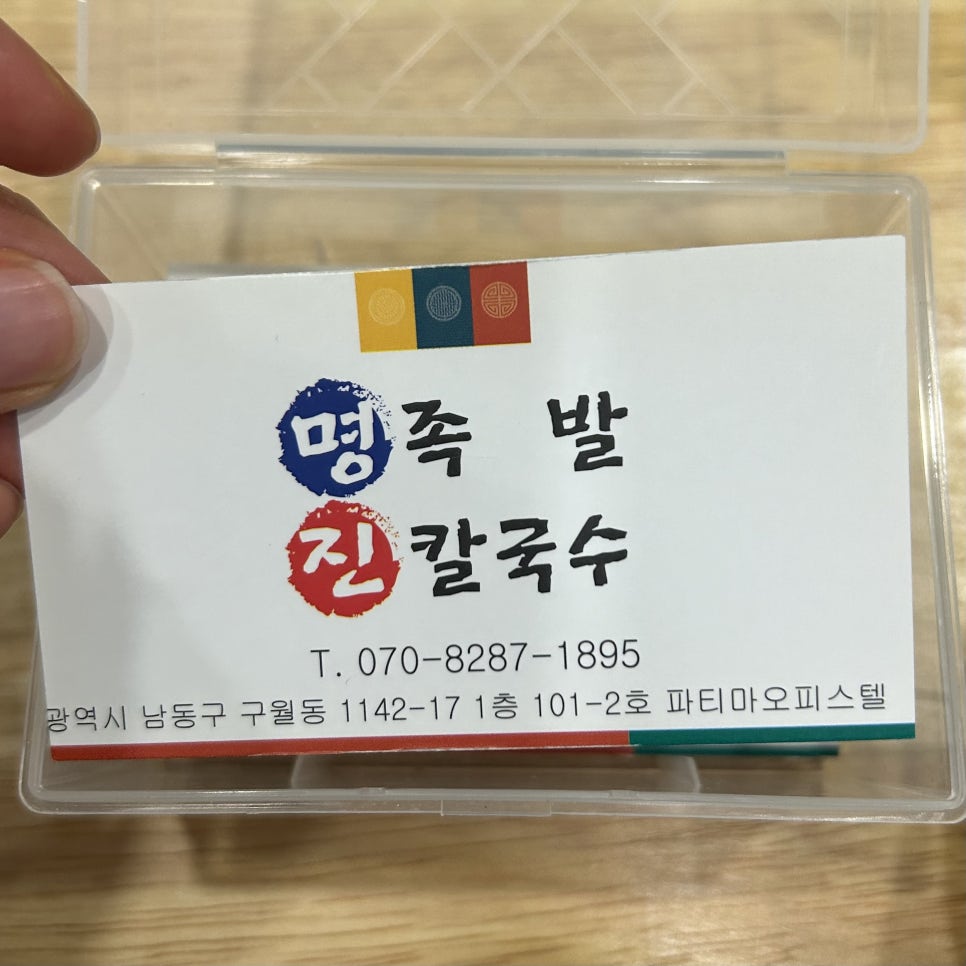 명족 발
진칼국수
T. 070-8287-1895
광역시 남동구 구월동 1142-17 1층 101-2호 파티마오피스텔